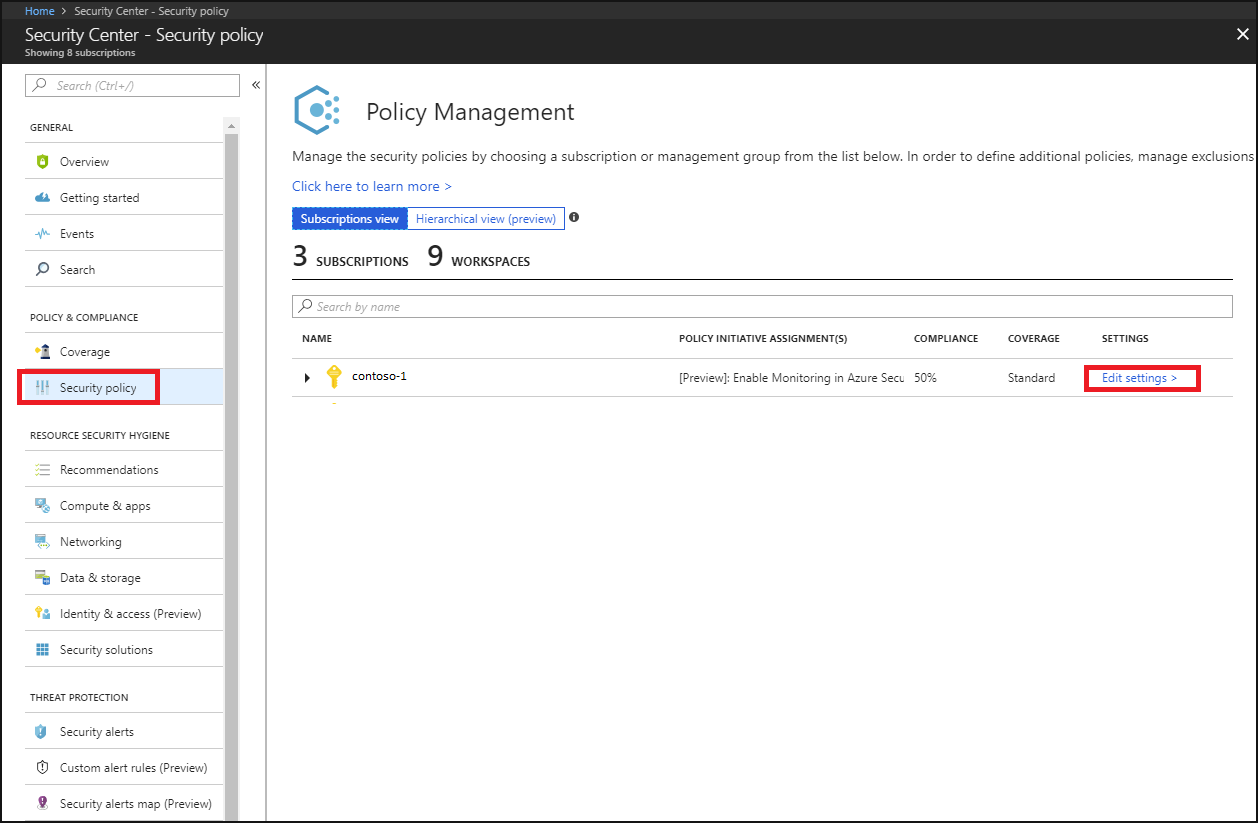 Home > Security Center - Security policy
Security Center - Security policy
Showing 8 subscriptions
Search (Ctrl+/)
«
GENERAL
Overview
Getting started
Events
Search
POLICY & COMPLIANCE
Coverage
Security policy
RESOURCE SECURITY HYGIENE
Recommendations
Compute & apps
Networking
Data & storage
Identity & access (Preview)
Security solutions
THREAT PROTECTION
Security alerts
Custom alert rules (Preview)
Security alerts map (Preview)
Policy Management
Manage the security policies by choosing a subscription or management group from the list below. In order to define additional policies, manage exclusions
Click here to learn more >
Subscriptions view Hierarchical view (preview)
3 SUBSCRIPTIONS 9 WORKSPACES
Search by name
NAME POLICY INITIATIVE ASSIGNMENT(S) COMPLIANCE COVERAGE SETTINGS
contoso-1 [Preview]: Enable Monitoring in Azure Secu 50% Standard Edit settings >